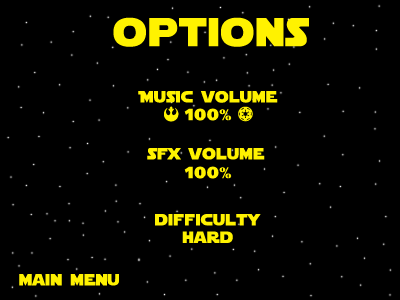 OPTIONS
MUSIC VOLUME
100%
SFX VOLUME
100%
DIFFICULTY
HARD
MAIN MENU